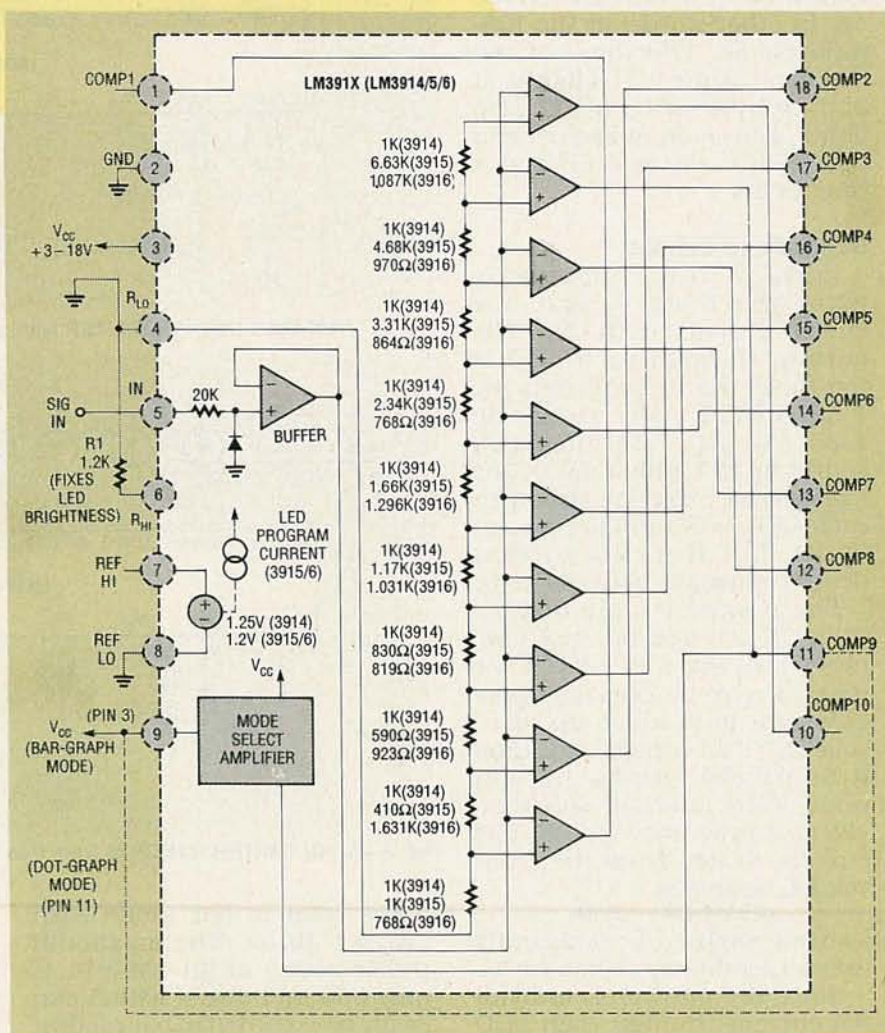 LM391X (LM3914/5/6)
COMP1
1
GND
2
VCC
+3–18V
3
RLO
4
IN
SIG
IN
5
20K
BUFFER
R1
1.2K
(FIXES
LED
BRIGHTNESS)
6
RHI
LED
PROGRAM
CURRENT
(3915/6)
REF
HI
7
1.25V (3914)
1.2V (3915/6)
REF
LO
8
VCC
(PIN 3)
VCC
(BAR-GRAPH
MODE)
9
MODE
SELECT
AMPLIFIER
(DOT-GRAPH
MODE)
(PIN 11)
1K(3914)
6.63K(3915)
1,087K(3916)
1K(3914)
4.68K(3915)
970Ω(3916)
1K(3914)
3.31K(3915)
864Ω(3916)
1K(3914)
2.34K(3915)
768Ω(3916)
1K(3914)
1.66K(3915)
1.296K(3916)
1K(3914)
1.17K(3915)
1.031K(3916)
1K(3914)
830Ω(3915)
819Ω(3916)
1K(3914)
590Ω(3915)
923Ω(3916)
1K(3914)
410Ω(3915)
1.631K(3916)
1K(3914)
1K(3915)
768Ω(3916)
18
COMP2
17
COMP3
16
COMP4
15
COMP5
14
COMP6
13
COMP7
12
COMP8
11
COMP9
10
COMP10